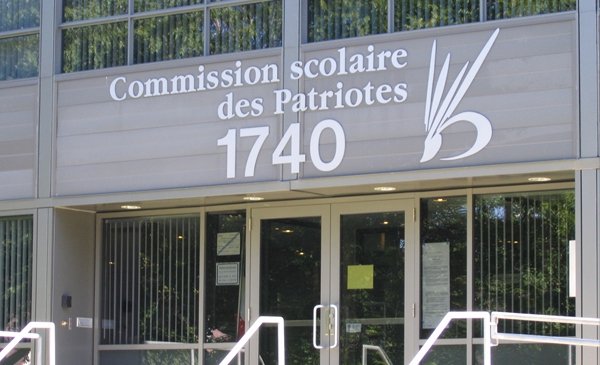 Commission scolaire
des Patriotes
1740